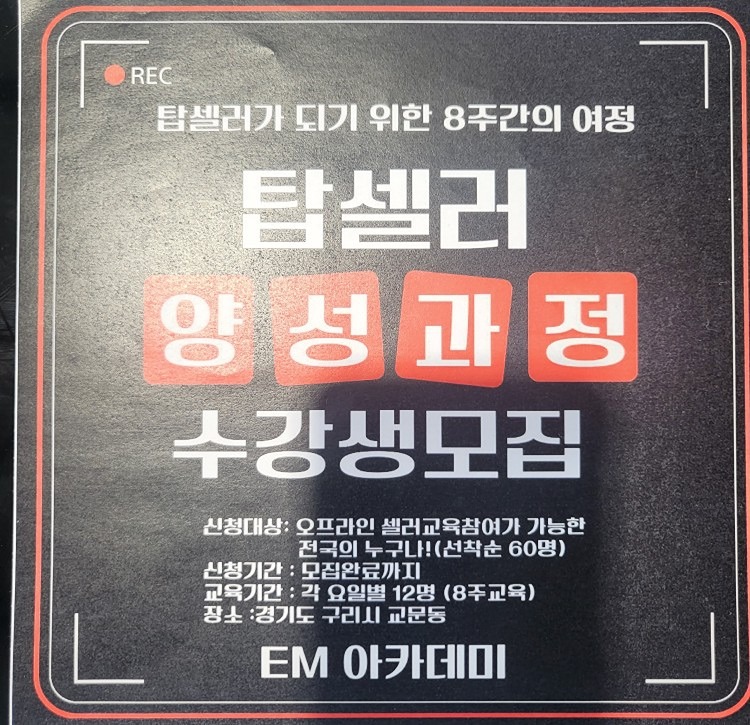 REC
탑셀러가 되기 위한 8주간의 여정
탑셀러
양성과정
수강생모집
신청대상: 오프라인 셀러교육참여가 가능한
전국의 누구나!(선착순 60명)
신청기간 : 모집완료까지
교육기간 : 각 요일별 12명 (8주교육)
장소 :경기도 구리시 교문동
EM 아카데미